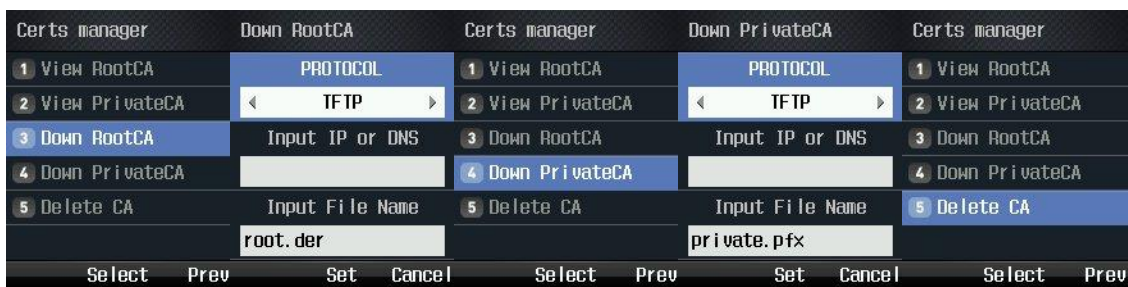 Certs manager
1 View RootCA
2 View PrivateCA
3 Down RootCA
4 Down PrivateCA
5 Delete CA
Select Prev
Down RootCA
PROTOCOL
TFTP
Input IP or DNS
Input File Name
root.der
Set Cancel
Certs manager
1 View RootCA
2 View PrivateCA
3 Down RootCA
4 Down PrivateCA
5 Delete CA
Select Prev
Down PrivateCA
PROTOCOL
TFTP
Input IP or DNS
Input File Name
private.pfx
Set Cancel
Certs manager
1 View RootCA
2 View PrivateCA
3 Down RootCA
4 Down PrivateCA
5 Delete CA
Select Prev